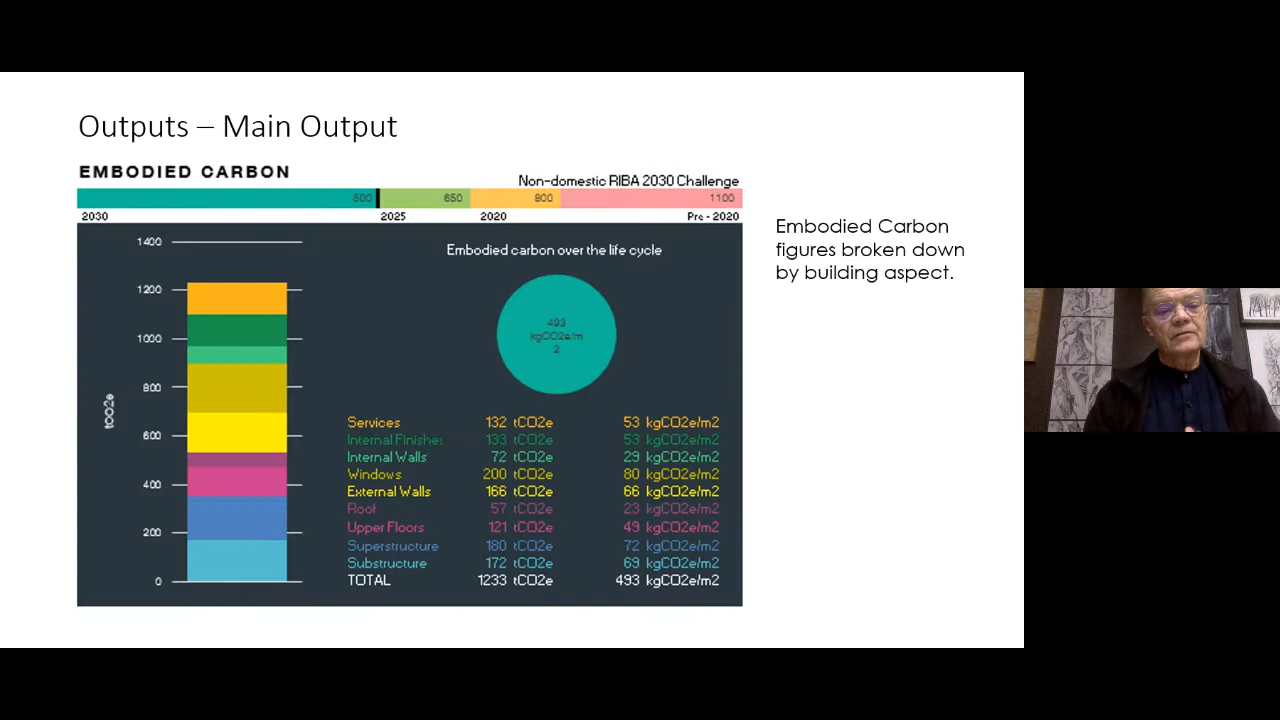 Outputs – Main Output
EMBODIED CARBON
Non-domestic RIBA 2030 Challenge
500 650 800 1100
2030 2025 2020 Pre - 2020
Embodied carbon over the life cycle
1400
1200
1000
800
600
400
200
0
tCO2e
493
kgCO2e/m
2
Services 132 tCO2e 53 kgCO2e/m2
Internal Finishes 133 tCO2e 53 kgCO2e/m2
Internal Walls 72 tCO2e 29 kgCO2e/m2
Windows 200 tCO2e 80 kgCO2e/m2
External Walls 166 tCO2e 66 kgCO2e/m2
Roof 57 tCO2e 23 kgCO2e/m2
Upper Floors 121 tCO2e 49 kgCO2e/m2
Superstructure 180 tCO2e 72 kgCO2e/m2
Substructure 172 tCO2e 69 kgCO2e/m2
TOTAL 1233 tCO2e 493 kgCO2e/m2
Embodied Carbon
figures broken down
by building aspect.